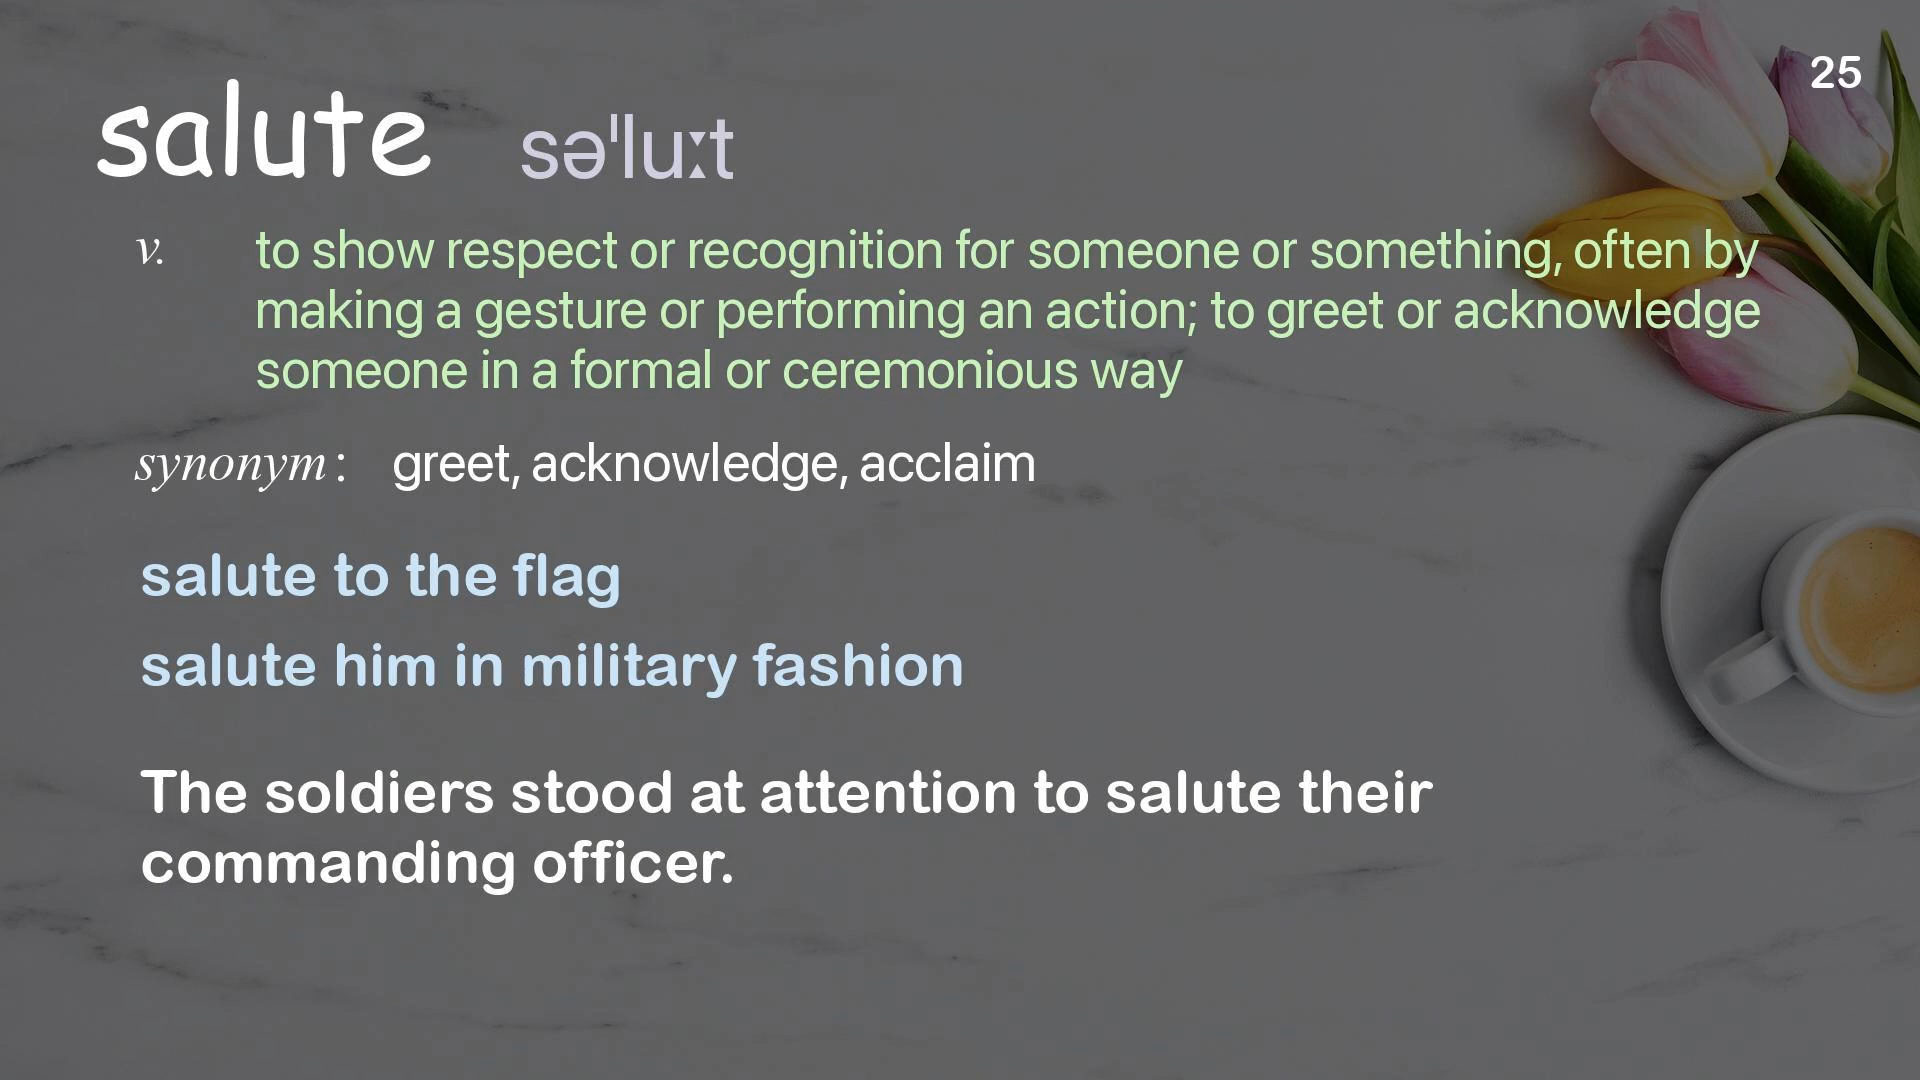 25
salute səˈluːt
v. to show respect or recognition for someone or something, often by
making a gesture or performing an action; to greet or acknowledge
someone in a formal or ceremonious way
synonym : greet, acknowledge, acclaim
salute to the flag
salute him in military fashion
The soldiers stood at attention to salute their
commanding officer.